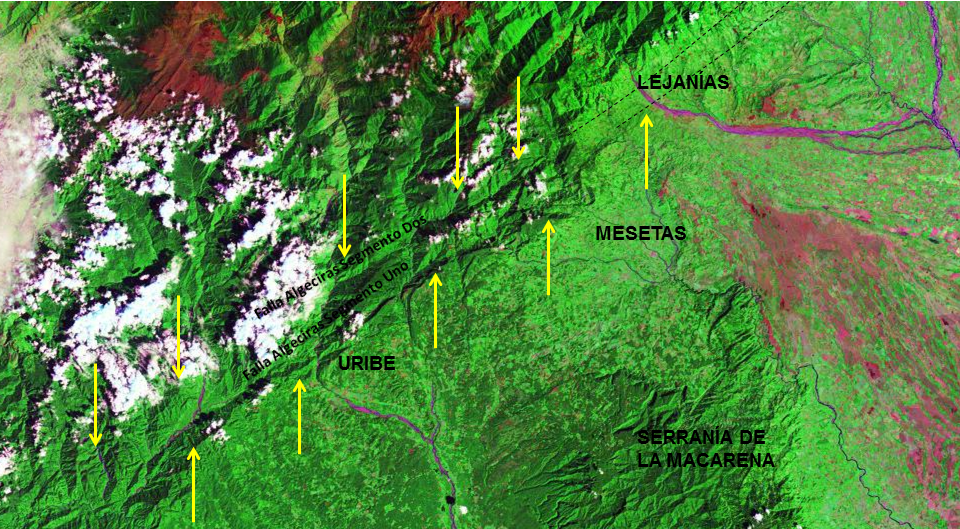 LEJANÍAS
MESETAS
Falla Algeciras Segmento Dos
Falla Algeciras Segmento Uno
URIBE
SERRANÍA DE
LA MACARENA